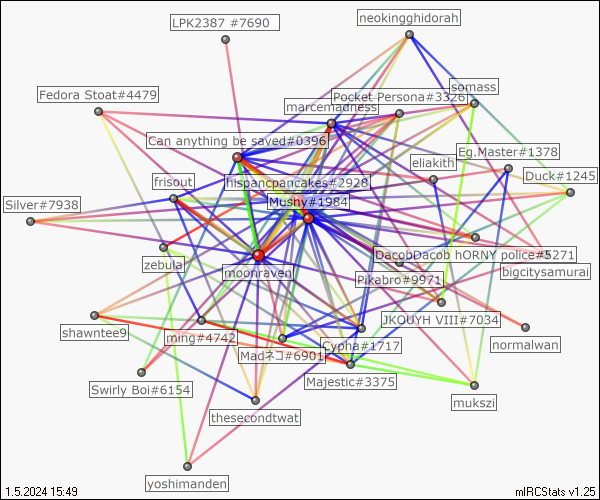 LPK2387 #7690
neokingghidorah
Fedora Stoat#4479
somass
Pocket Persona#3326
marcemadness
Can anything be saved#0396
Eg.Master#1378
eliakith
Duck#1245
frisout
hispancpancakes#2928
Mushy#1984
Silver#7938
DacobDacob hORNY police#5271
zebula
moonraven
bigcitysamurai
Pikabro#9971
JKOUYH VIII#7034
shawntee9
ming#4742
normalwan
Cypha#1717
Madネコ#6901
Majestic#3375
Swirly Boi#6154
mukszi
thesecondtwat
yoshimanden
1.5.2024 15:49
mIRCStats v1.25